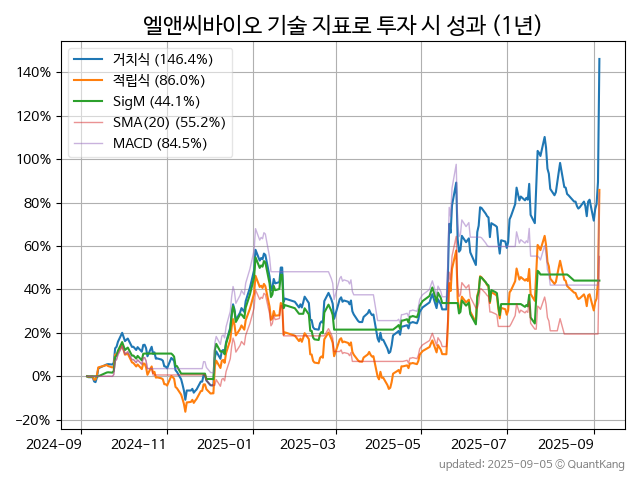 엘앤씨바이오 기술 지표로 투자 시 성과 (1년)
거치식 (146.4%)
적립식 (86.0%)
SigM (44.1%)
SMA(20) (55.2%)
MACD (84.5%)
140%
120%
100%
80%
60%
40%
20%
0%
−20%
2024-09 2024-11 2025-01 2025-03 2025-05 2025-07 2025-09
updated: 2025-09-05 © QuantKang